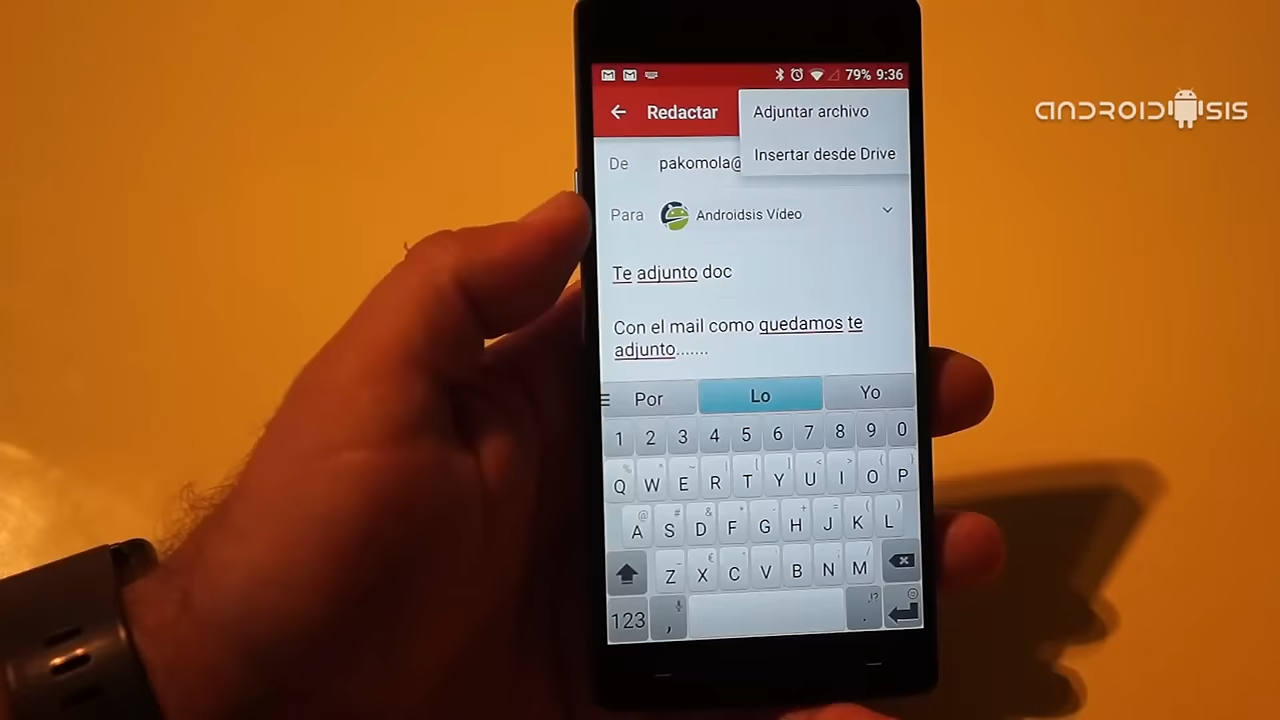 ANDROIDSIS
79% 9:36
Redactar
Adjuntar archivo
Insertar desde Drive
De pakomola@
Para Androidsis Vídeo
Te adjunto doc
Con el mail como quedamos te
adjunto.......
Por Lo Yo
1 2 3 4 5 6 7 8 9 0
Q W E R T Y U I O P
A S D F G H J K L
Z X C V B N M
123 , . !?